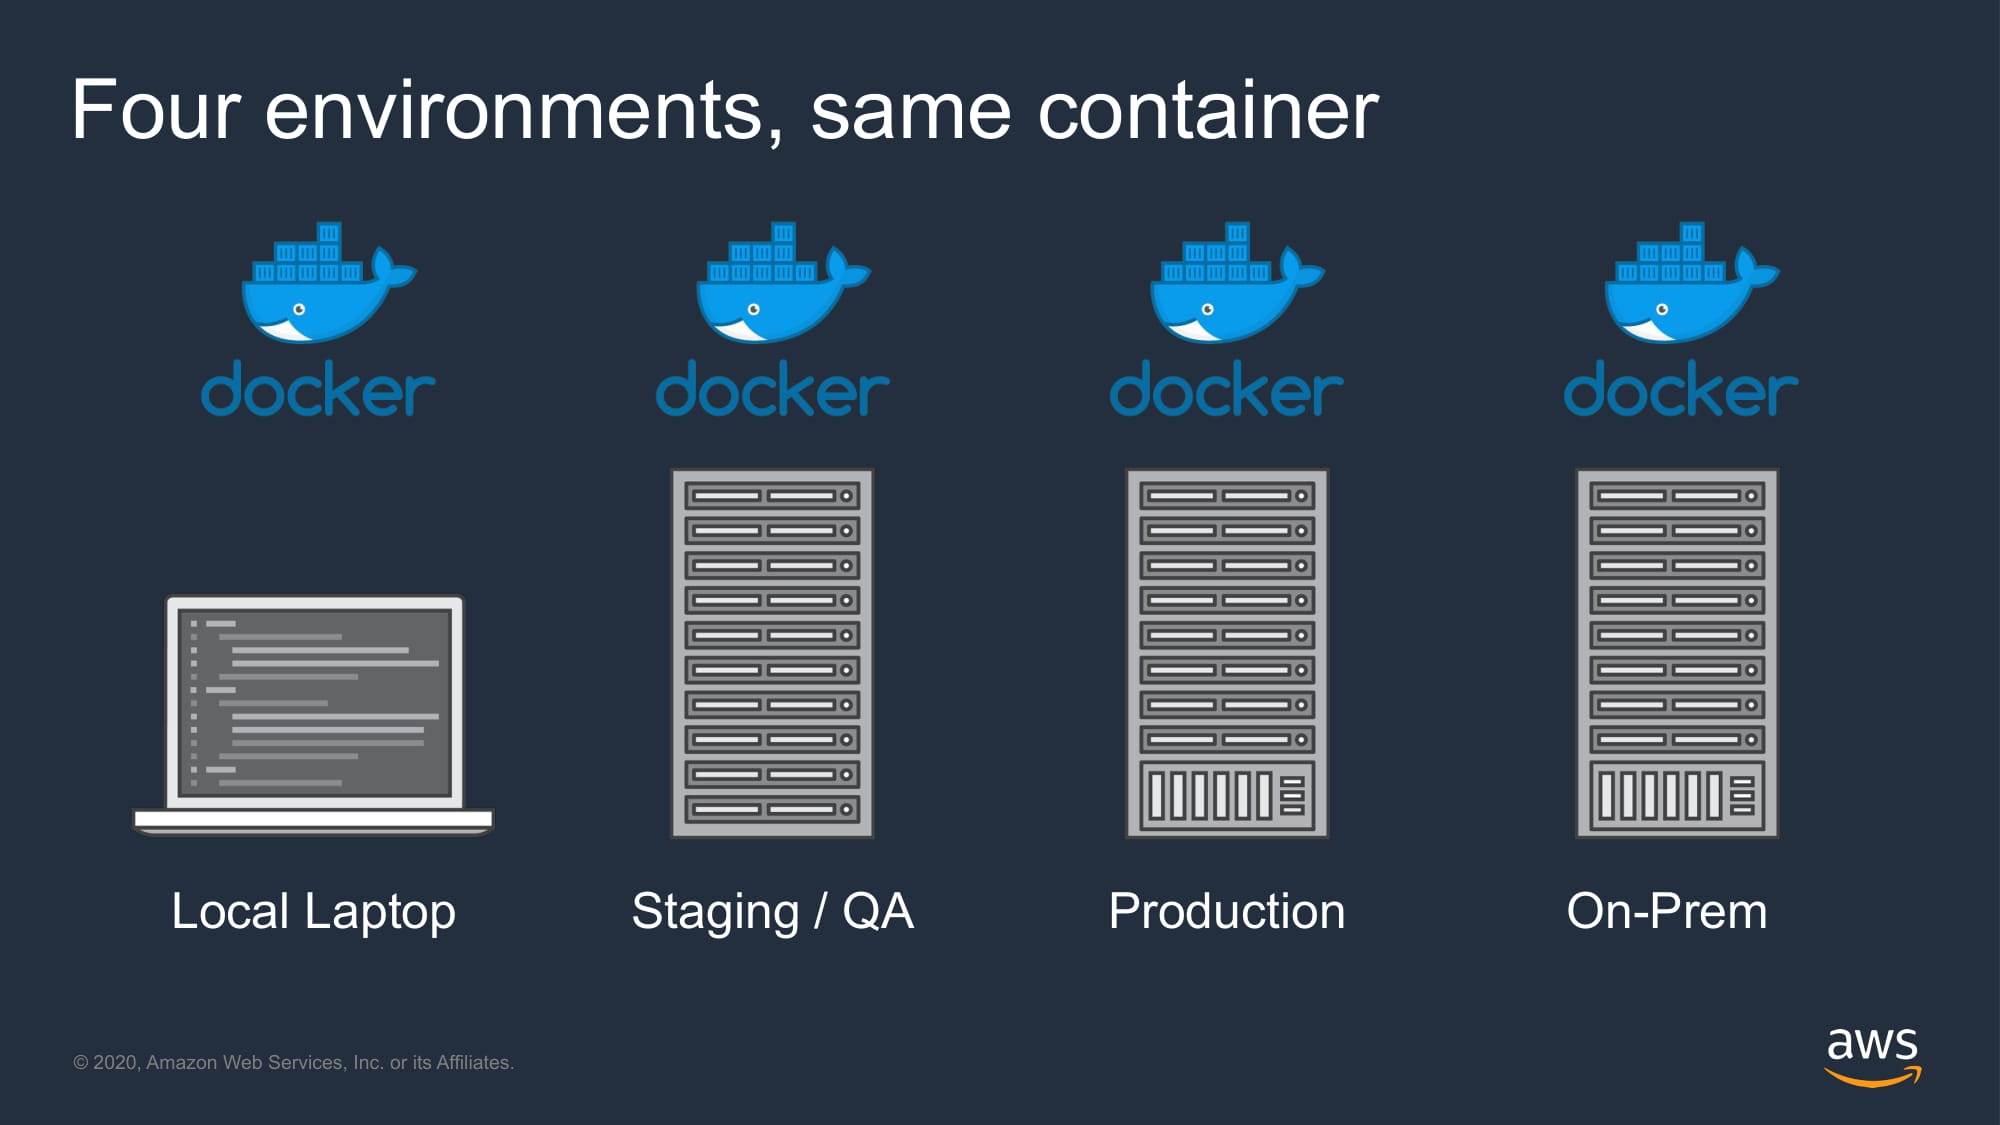 Four environments, same container
docker docker docker docker
Local Laptop Staging / QA Production On-Prem
© 2020, Amazon Web Services, Inc. or its Affiliates.
aws